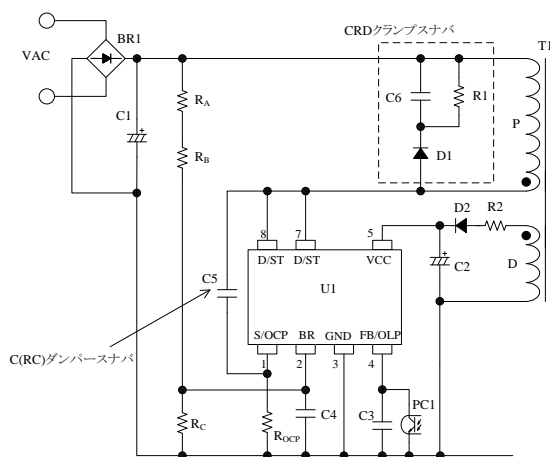 CRDクランプスナバ
T1
VAC
BR1
C1
RA
RB
C6
R1
P
D1
D2
R2
8
7
5
D/ST
D/ST
VCC
C5
U1
C2
D
S/OCP
BR
GND
FB/OLP
1
2
3
4
C(RC)ダンパースナバ
RC
ROCP
C4
C3
PC1